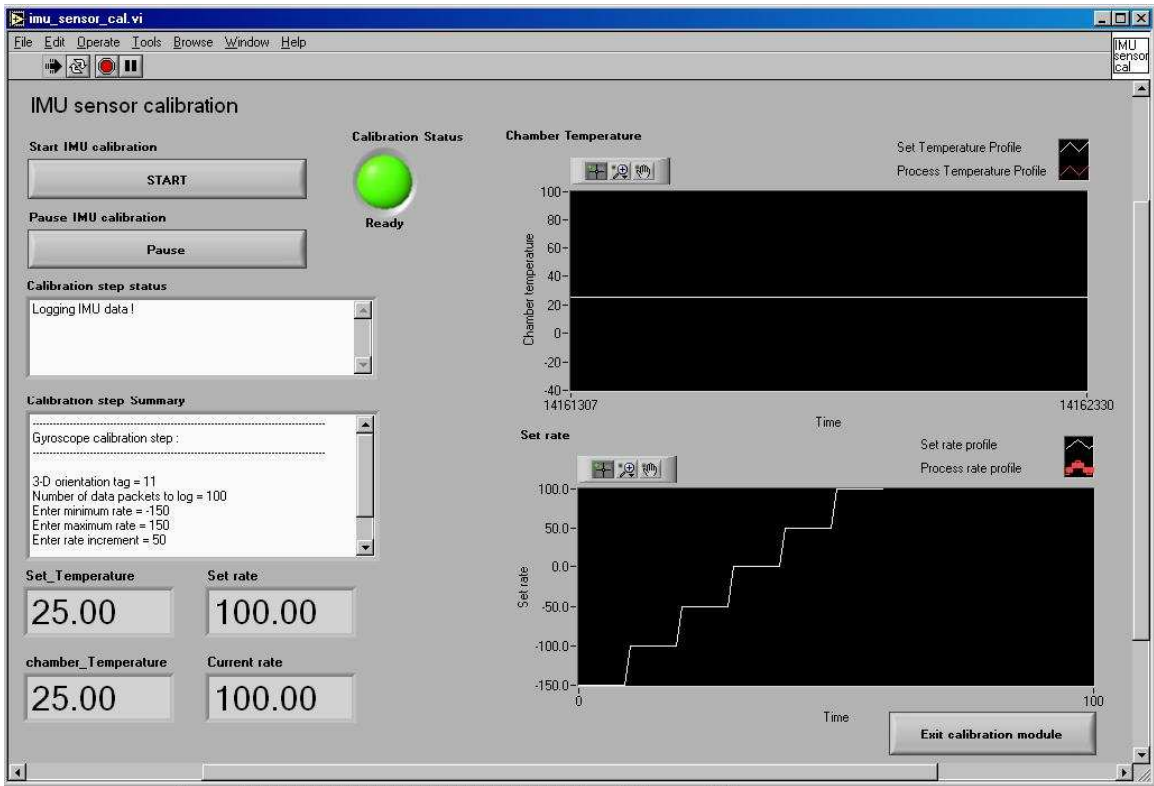 imu_sensor_cal.vi
File Edit Operate Tools Browse Window Help
IMU
sensor
cal
IMU sensor calibration
Start IMU calibration
START
Pause IMU calibration
Pause
Calibration Status
Ready
Calibration step status
Logging IMU data !
Calibration step Summary
--------------------------------------------------------------------------------
Gyroscope calibration step :
--------------------------------------------------------------------------------
3-D orientation tag = 11
Number of data packets to log = 100
Enter minimum rate = -150
Enter maximum rate = 150
Enter rate increment = 50
Set_Temperature
25.00
Set rate
100.00
chamber_Temperature
25.00
Current rate
100.00
Chamber Temperature
Set Temperature Profile
Process Temperature Profile
Chamber temperature
100
80
60
40
20
0
-20
-40
14161307
14162330
Time
Set rate
Set rate profile
Process rate profile
Set rate
100.0
50.0
0.0
-50.0
-100.0
-150.0
0
100
Time
Exit calibration module